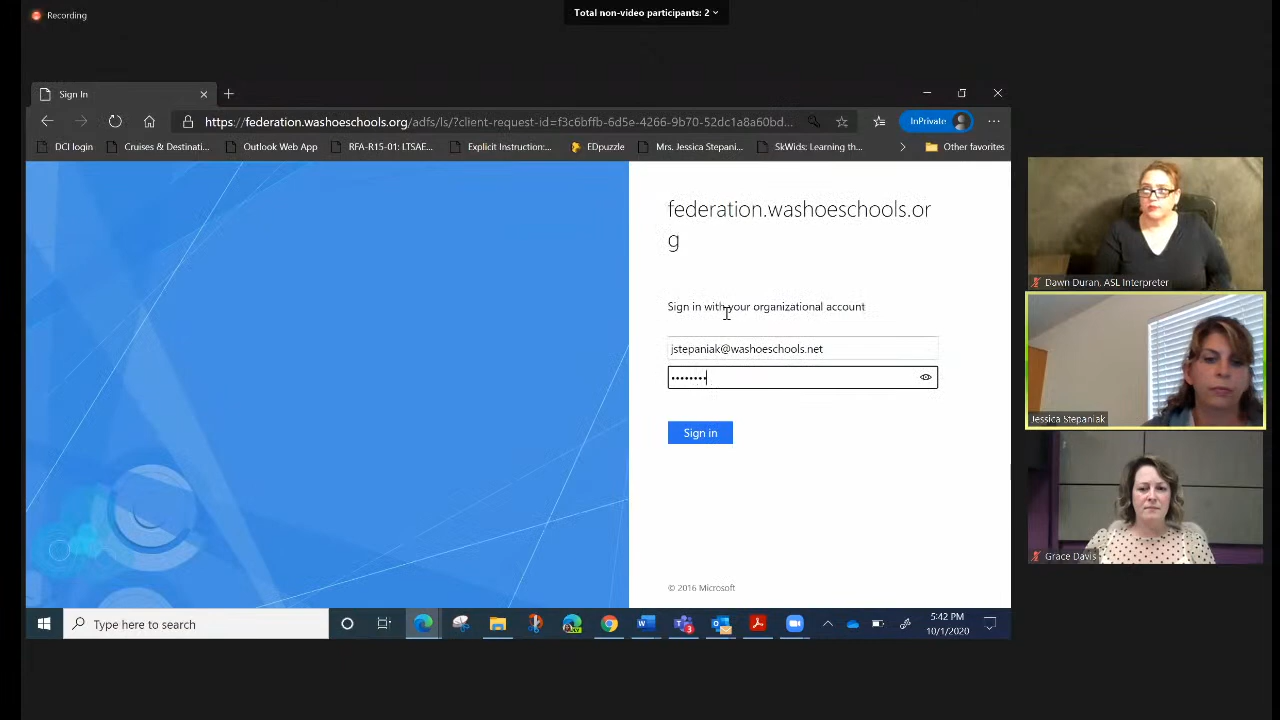 Recording
Total non-video participants: 2
Sign In
https://federation.washoeschools.org/adfs/ls/?client-request-id=f3c6bffb-6d5e-4266-9b70-52dc1a8a60bd...
InPrivate
DCI login
Cruises & Destinati...
Outlook Web App
RFA-R15-01: LTSAE...
Explicit Instruction:...
EDpuzzle
Mrs. Jessica Stepani...
SkWids: Learning th...
Other favorites
federation.washoeschools.or
g
Sign in with your organizational account
jstepaniak@washoeschools.net
Sign in
© 2016 Microsoft
Dawn Duran, ASL Interpreter
Jessica Stepaniak
Grace Davis
Type here to search
3
5:42 PM
10/1/2020